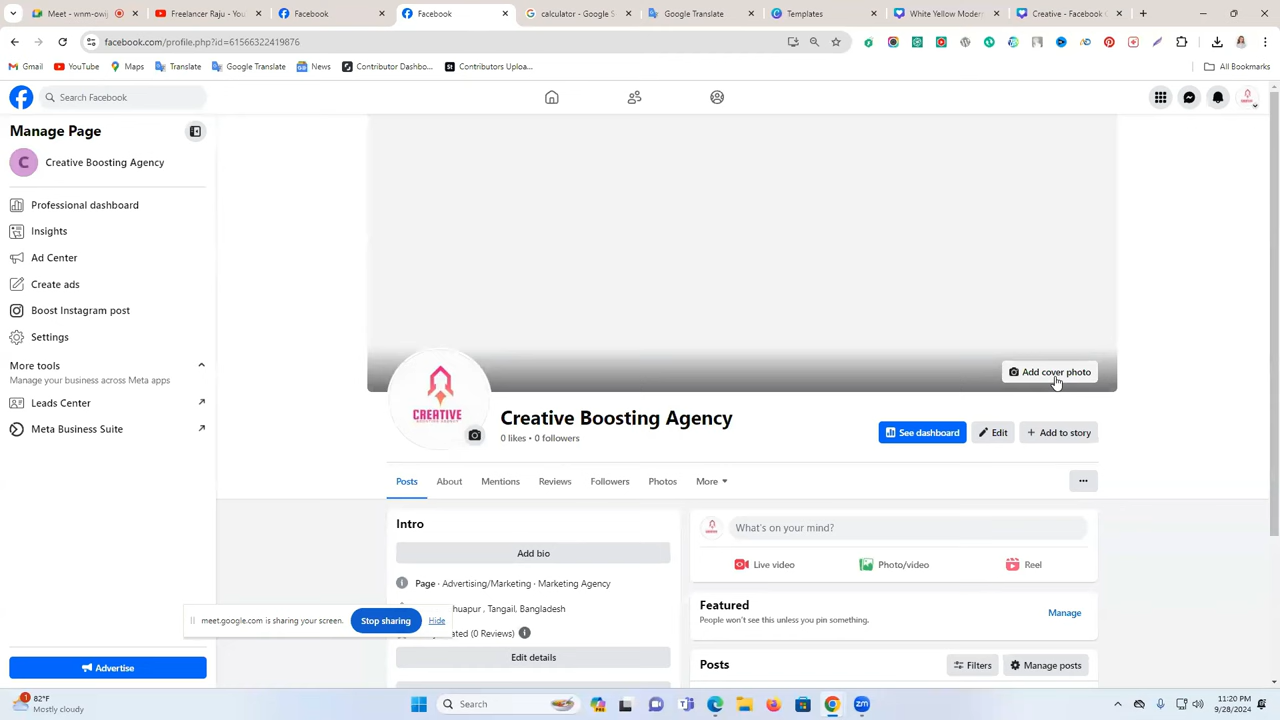 Meet - wnm-owij
Freelancer Raju - You
Facebook
Facebook
calculator - Google S
Google Translate
Templates
White Yellow Modern
Creative - Facebook C
facebook.com/profile.php?id=61566322419876
Gmail
YouTube
Maps
Translate
Google Translate
News
Contributor Dashbo...
Contributors Uploa...
All Bookmarks
Search Facebook
Manage Page
C
Creative Boosting Agency
Professional dashboard
Insights
Ad Center
Create ads
Boost Instagram post
Settings
More tools
Manage your business across Meta apps
Leads Center
Meta Business Suite
Advertise
Add cover photo
CREATIVE
BOOSTING AGENCY
Creative Boosting Agency
0 likes • 0 followers
See dashboard
Edit
Add to story
Posts
About
Mentions
Reviews
Followers
Photos
More
Intro
Add bio
Page · Advertising/Marketing · Marketing Agency
huapur , Tangail, Bangladesh
ated (0 Reviews)
Edit details
What's on your mind?
Live video
Photo/video
Reel
Featured
People won't see this unless you pin something.
Manage
Posts
Filters
Manage posts
meet.google.com is sharing your screen.
Stop sharing
Hide
1
82°F
Mostly cloudy
Search
11:20 PM
9/28/2024